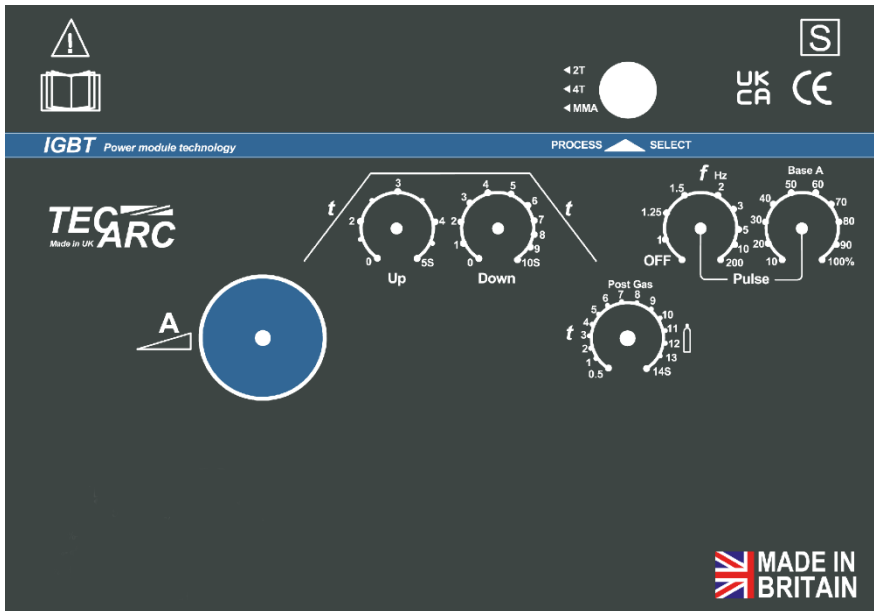 S
2T
4T
MMA
UK
CA
CE
IGBT Power module technology
PROCESS SELECT
TEC
ARC
Made in UK
A
t
0
2
3
4
5S
Up
0
1
2
3
4
5
6
7
8
9
10S
Down
t
f Hz
OFF
1
1.25
1.5
2
3
5
10
200
Base A
10
20
30
40
50
60
70
80
90
100%
Pulse
Post Gas
t
0.5
1
2
3
4
5
6
7
8
9
10
11
12
13
14S
MADE IN
BRITAIN